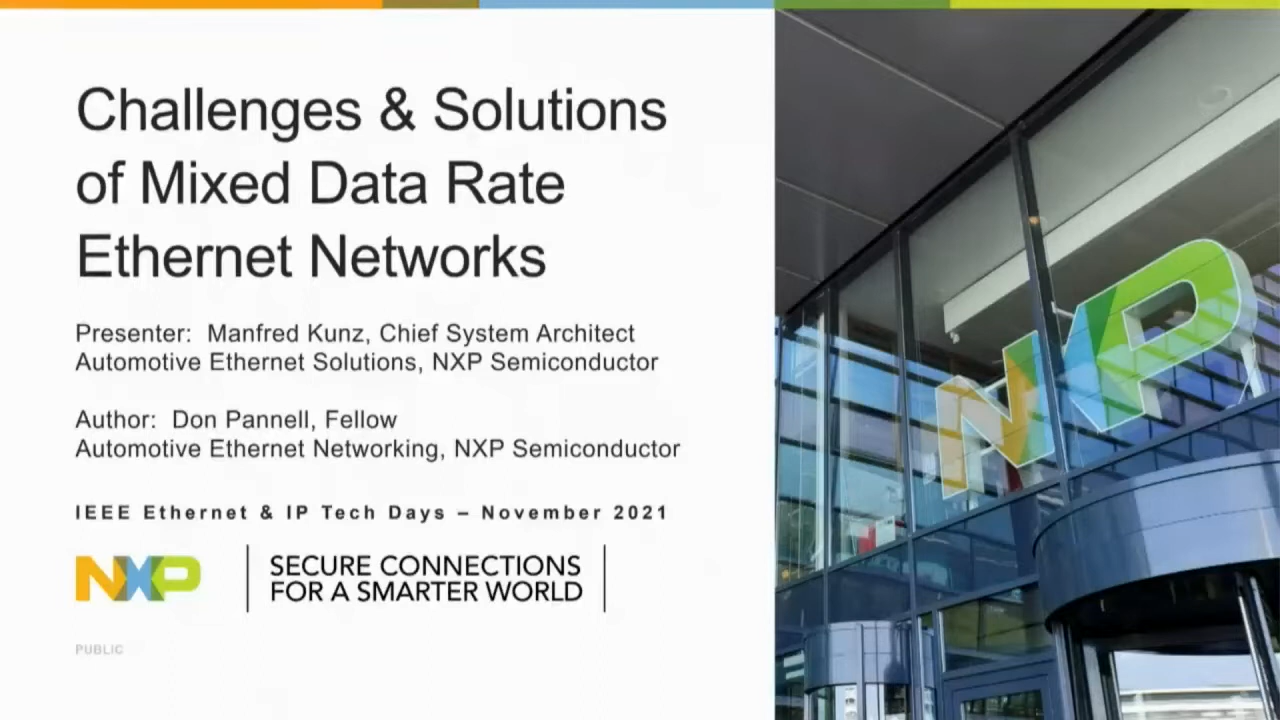 Challenges & Solutions
of Mixed Data Rate
Ethernet Networks
Presenter: Manfred Kunz, Chief System Architect
Automotive Ethernet Solutions, NXP Semiconductor
Author: Don Pannell, Fellow
Automotive Ethernet Networking, NXP Semiconductor
IEEE Ethernet & IP Tech Days – November 2021
NXP
SECURE CONNECTIONS
FOR A SMARTER WORLD
PUBLIC
NXP